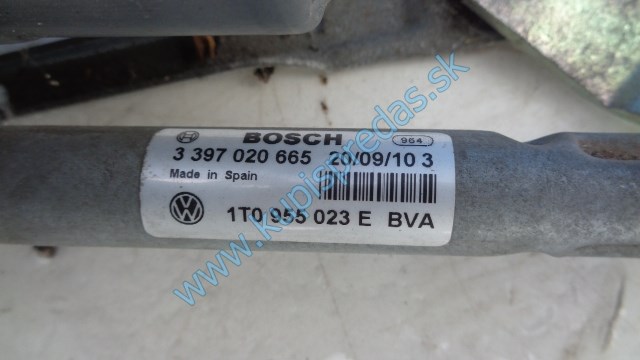 BOSCH 964
3 397 020 665 20/09/10 3
Made in Spain
1T0 955 023 E BVA
www.kupispredas.sk